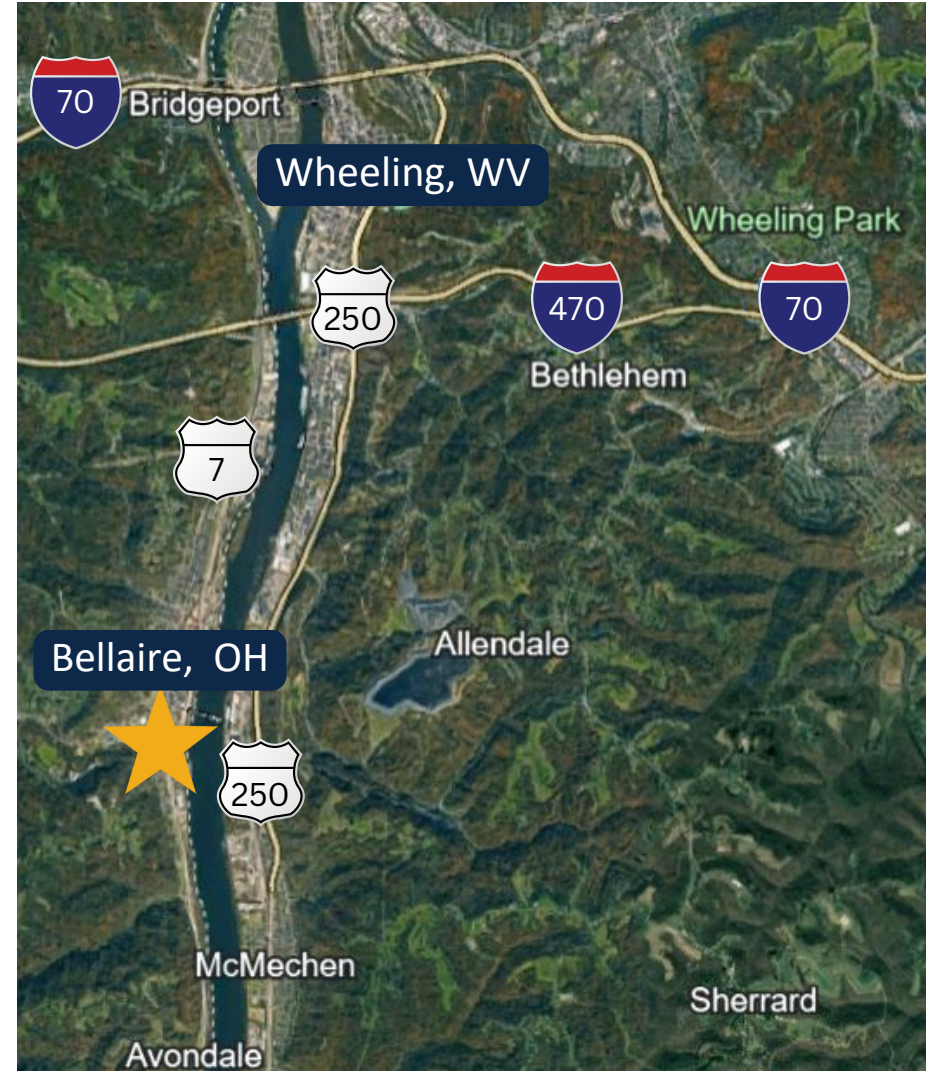 70
Bridgeport
Wheeling, WV
Wheeling Park
250
470
70
Bethlehem
7
Allendale
Bellaire, OH
250
McMechen
Sherrard
Avondale